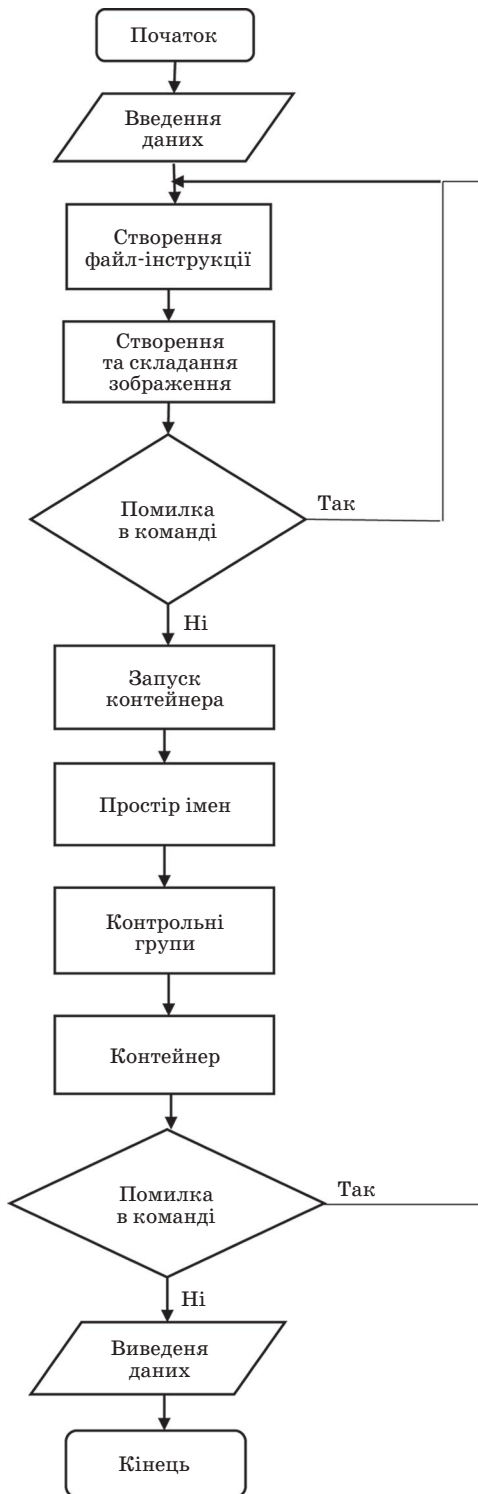 Початок
Введення
даних
Створення
файл-інструкції
Створення
та складання
зображення
Помилка
в команді
Так
Ні
Запуск
контейнера
Простір імен
Контрольні
групи
Контейнер
Помилка
в команді
Так
Ні
Виведеня
даних
Кінець